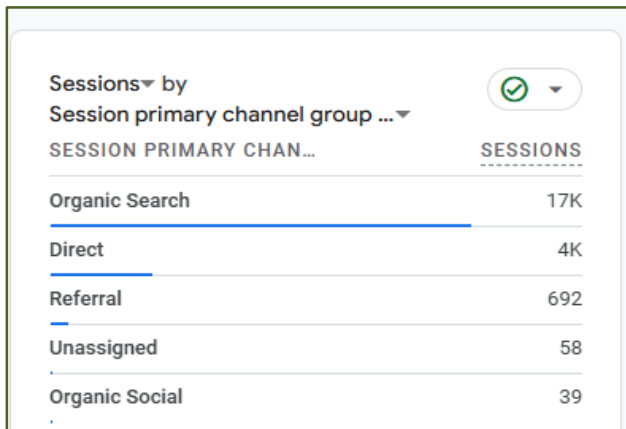 Sessions by
Session primary channel group ...
SESSION PRIMARY CHAN... SESSIONS
Organic Search 17K
Direct 4K
Referral 692
Unassigned 58
Organic Social 39